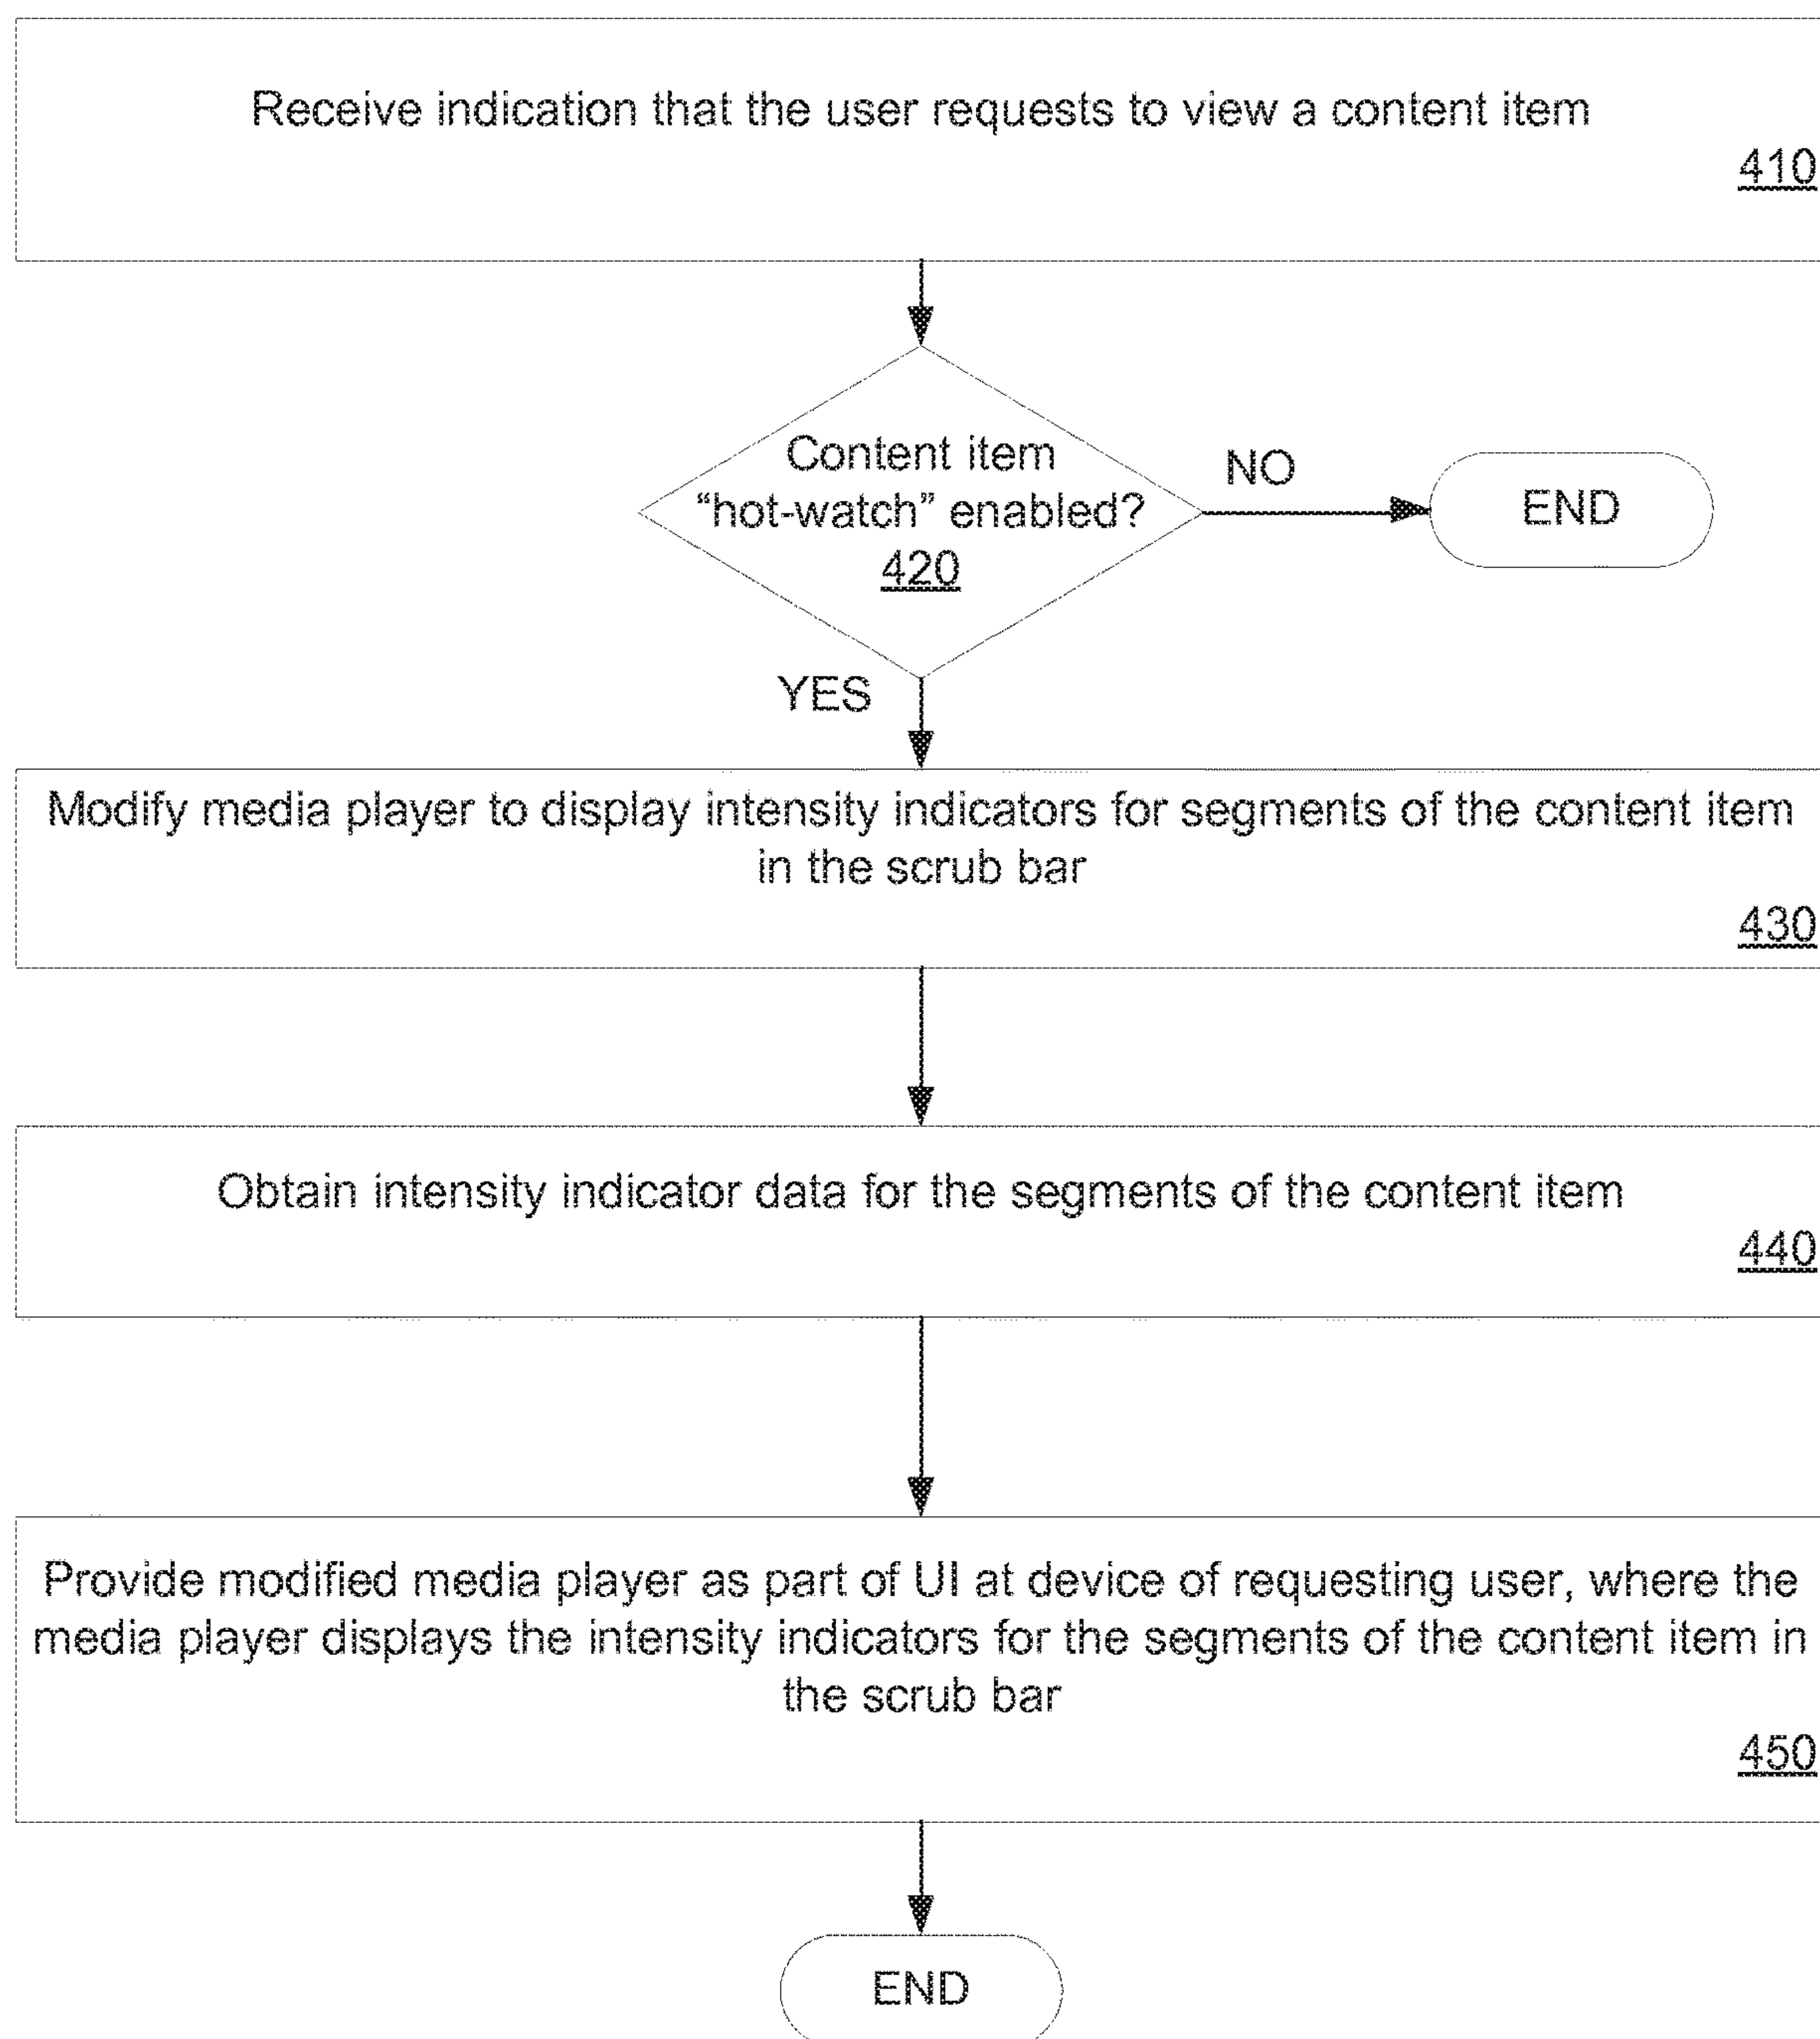 Receive indication that the user requests to view a content item
410
Content item
“hot-watch” enabled?
420
NO
END
YES
Modify media player to display intensity indicators for segments of the content item
in the scrub bar
430
Obtain intensity indicator data for the segments of the content item
440
Provide modified media player as part of UI at device of requesting user, where the
media player displays the intensity indicators for the segments of the content item in
the scrub bar
450
END